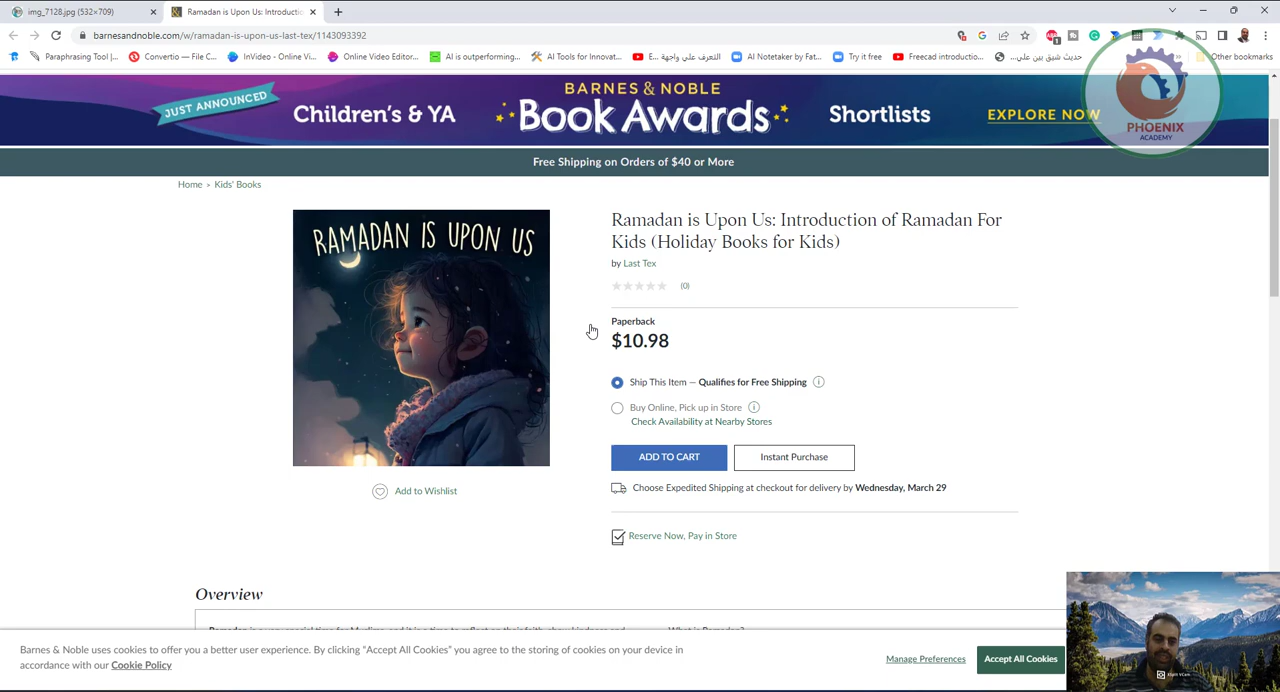 img_7128.jpg (532×709)
Ramadan is Upon Us: Introductic
barnesandnoble.com/w/ramadan-is-upon-us-last-tex/1143093392
Paraphrasing Tool |...
Convertio — File C...
InVideo - Online Vi...
Online Video Editor...
AI is outperforming...
AI Tools for Innovat...
التعرف علي واجهة ...E
AI Notetaker by Fat...
Try it free
Freecad introductio...
Other bookmarks
JUST ANNOUNCED
Children's & YA
BARNES & NOBLE
Book Awards
Shortlists
EXPLORE NOW
PHOENIX
ACADEMY
Free Shipping on Orders of $40 or More
Home > Kids' Books
RAMADAN IS UPON US
Ramadan is Upon Us: Introduction of Ramadan For
Kids (Holiday Books for Kids)
by Last Tex
(0)
Paperback
$10.98
Ship This Item — Qualifies for Free Shipping
Buy Online, Pick up in Store
Check Availability at Nearby Stores
ADD TO CART
Instant Purchase
Add to Wishlist
Choose Expedited Shipping at checkout for delivery by Wednesday, March 29
Reserve Now, Pay in Store
Overview
Barnes & Noble uses cookies to offer you a better user experience. By clicking "Accept All Cookies" you agree to the storing of cookies on your device in
accordance with our Cookie Policy
Manage Preferences
Accept All Cookies
XSplit VCam